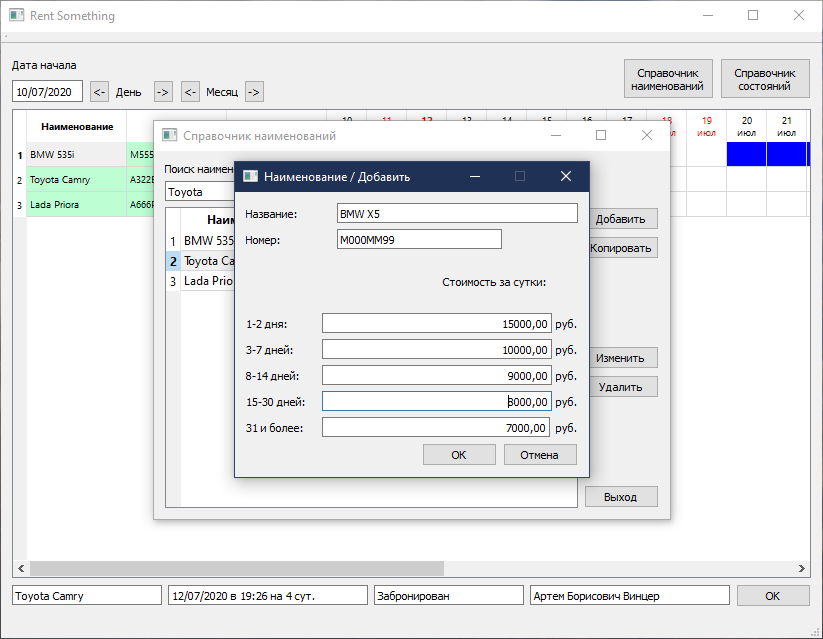 Rent Something
Дата начала
10/07/2020 <- День -> <- Месяц ->
Справочник наименований
Справочник состояний
Наименование
10 11 12 13 14 15 16 17 18 19 июл 20 июл 21 июл
1 BMW 535i M555
2 Toyota Camry A322E
3 Lada Priora A666
Справочник наименований
Поиск наимен
Toyota
Наим
1 BMW 535
2 Toyota Ca
3 Lada Prio
Добавить
Копировать
Изменить
Удалить
Выход
Наименование / Добавить
Название: BMW X5
Номер: M000MM99
Стоимость за сутки:
1-2 дня: 15000,00 руб.
3-7 дней: 10000,00 руб.
8-14 дней: 9000,00 руб.
15-30 дней: 8000,00 руб.
31 и более: 7000,00 руб.
OK Отмена
Toyota Camry 12/07/2020 в 19:26 на 4 сут. Забронирован Артем Борисович Винцер OK